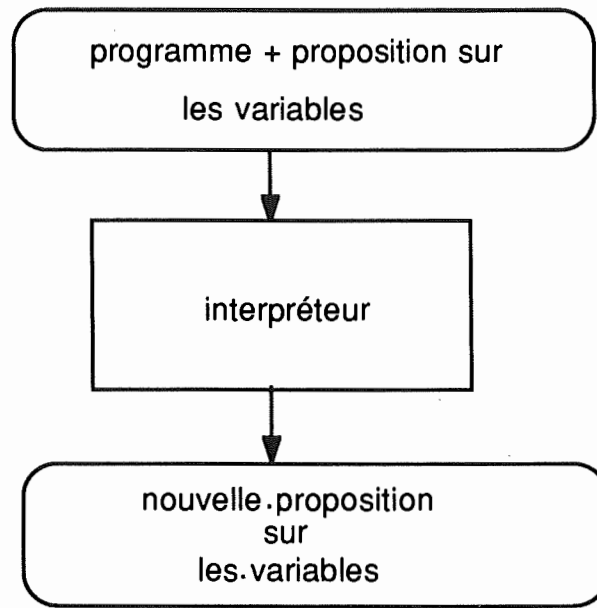 programme + proposition sur
les variables
interpréteur
nouvelle.proposition
sur
les.variables